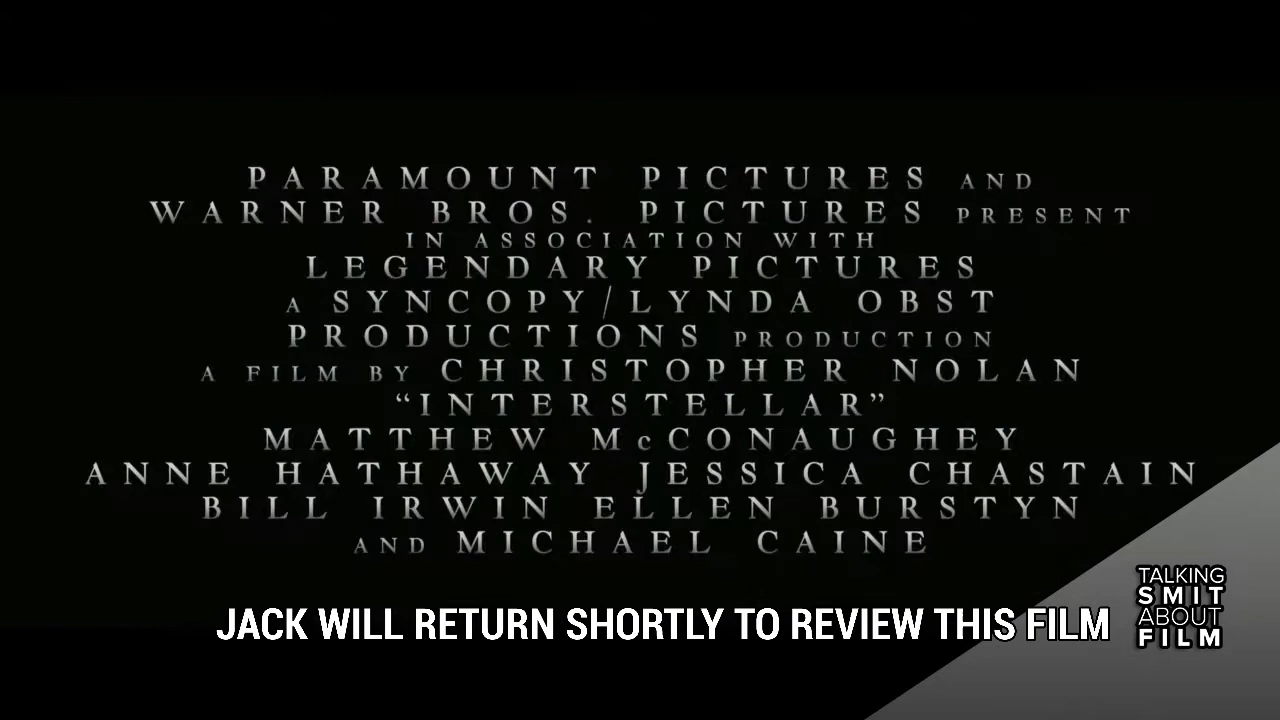 PARAMOUNT PICTURES AND
WARNER BROS. PICTURES PRESENT
IN ASSOCIATION WITH
LEGENDARY PICTURES
A SYNCOPY/LYNDA OBST
PRODUCTIONS PRODUCTION
A FILM BY CHRISTOPHER NOLAN
“INTERSTELLAR”
MATTHEW McCONAUGHEY
ANNE HATHAWAY JESSICA CHASTAIN
BILL IRWIN ELLEN BURSTYN
AND MICHAEL CAINE
JACK WILL RETURN SHORTLY TO REVIEW THIS FILM
TALKING
SMIT
ABOUT
FILM